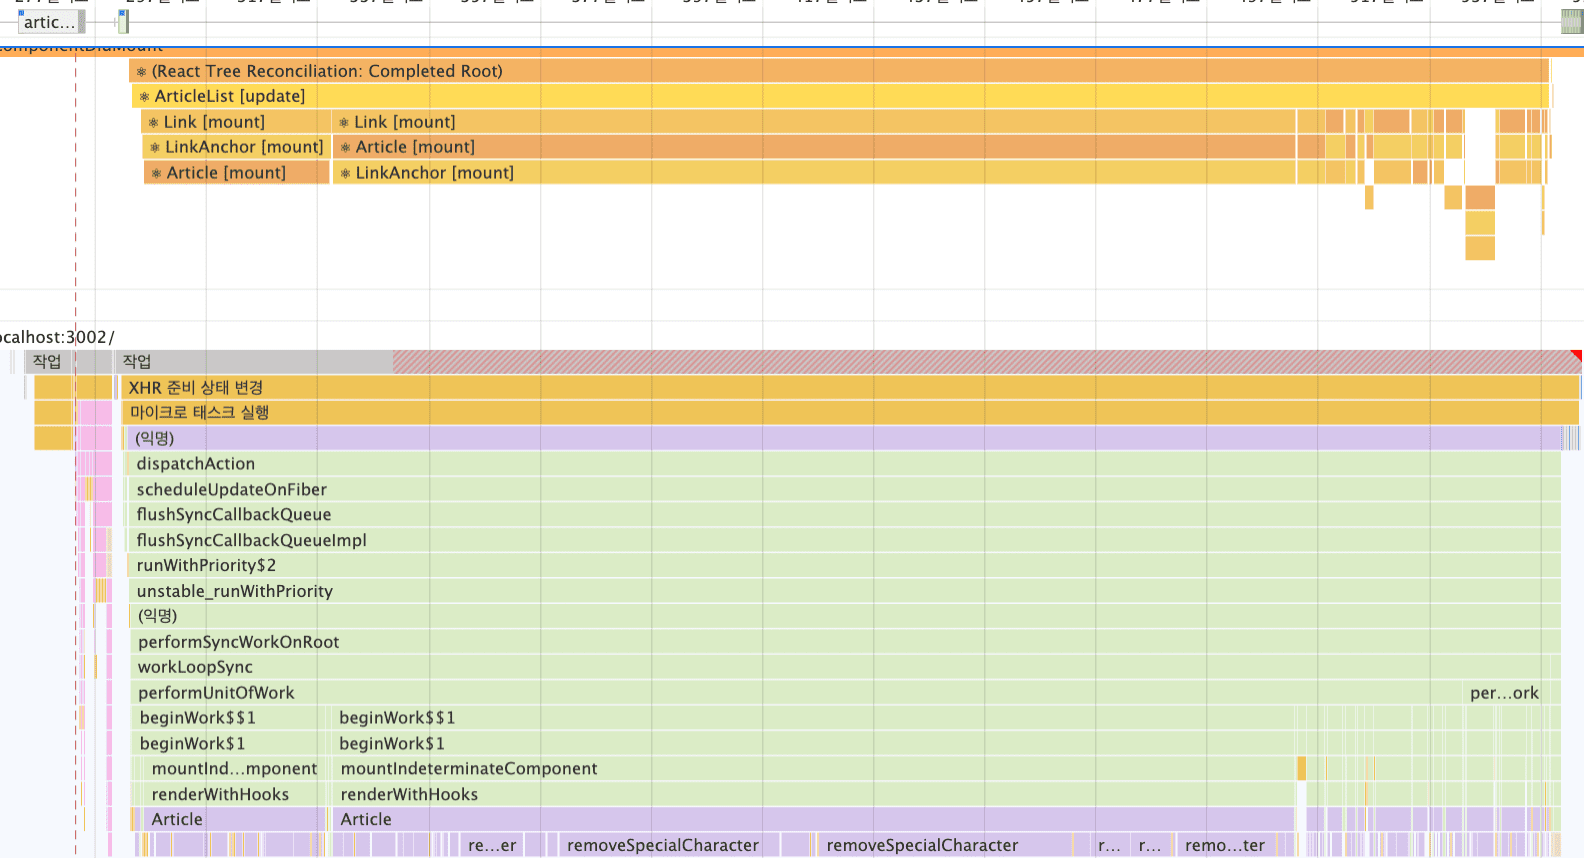 artic...
componentDidMount
⚛ (React Tree Reconciliation: Completed Root)
⚛ ArticleList [update]
⚛ Link [mount] ⚛ Link [mount]
⚛ LinkAnchor [mount] ⚛ Article [mount]
⚛ Article [mount] ⚛ LinkAnchor [mount]
ocalhost:3002/
작업 작업
XHR 준비 상태 변경
마이크로 태스크 실행
(익명)
dispatchAction
scheduleUpdateOnFiber
flushSyncCallbackQueue
flushSyncCallbackQueueImpl
runWithPriority$2
unstable_runWithPriority
(익명)
performSyncWorkOnRoot
workLoopSync
performUnitOfWork per...ork
beginWork$$1 beginWork$$1
beginWork$1 beginWork$1
mountInd...mponent mountIndeterminateComponent
renderWithHooks renderWithHooks
Article Article
re...er removeSpecialCharacter removeSpecialCharacter r... r... remo...ter